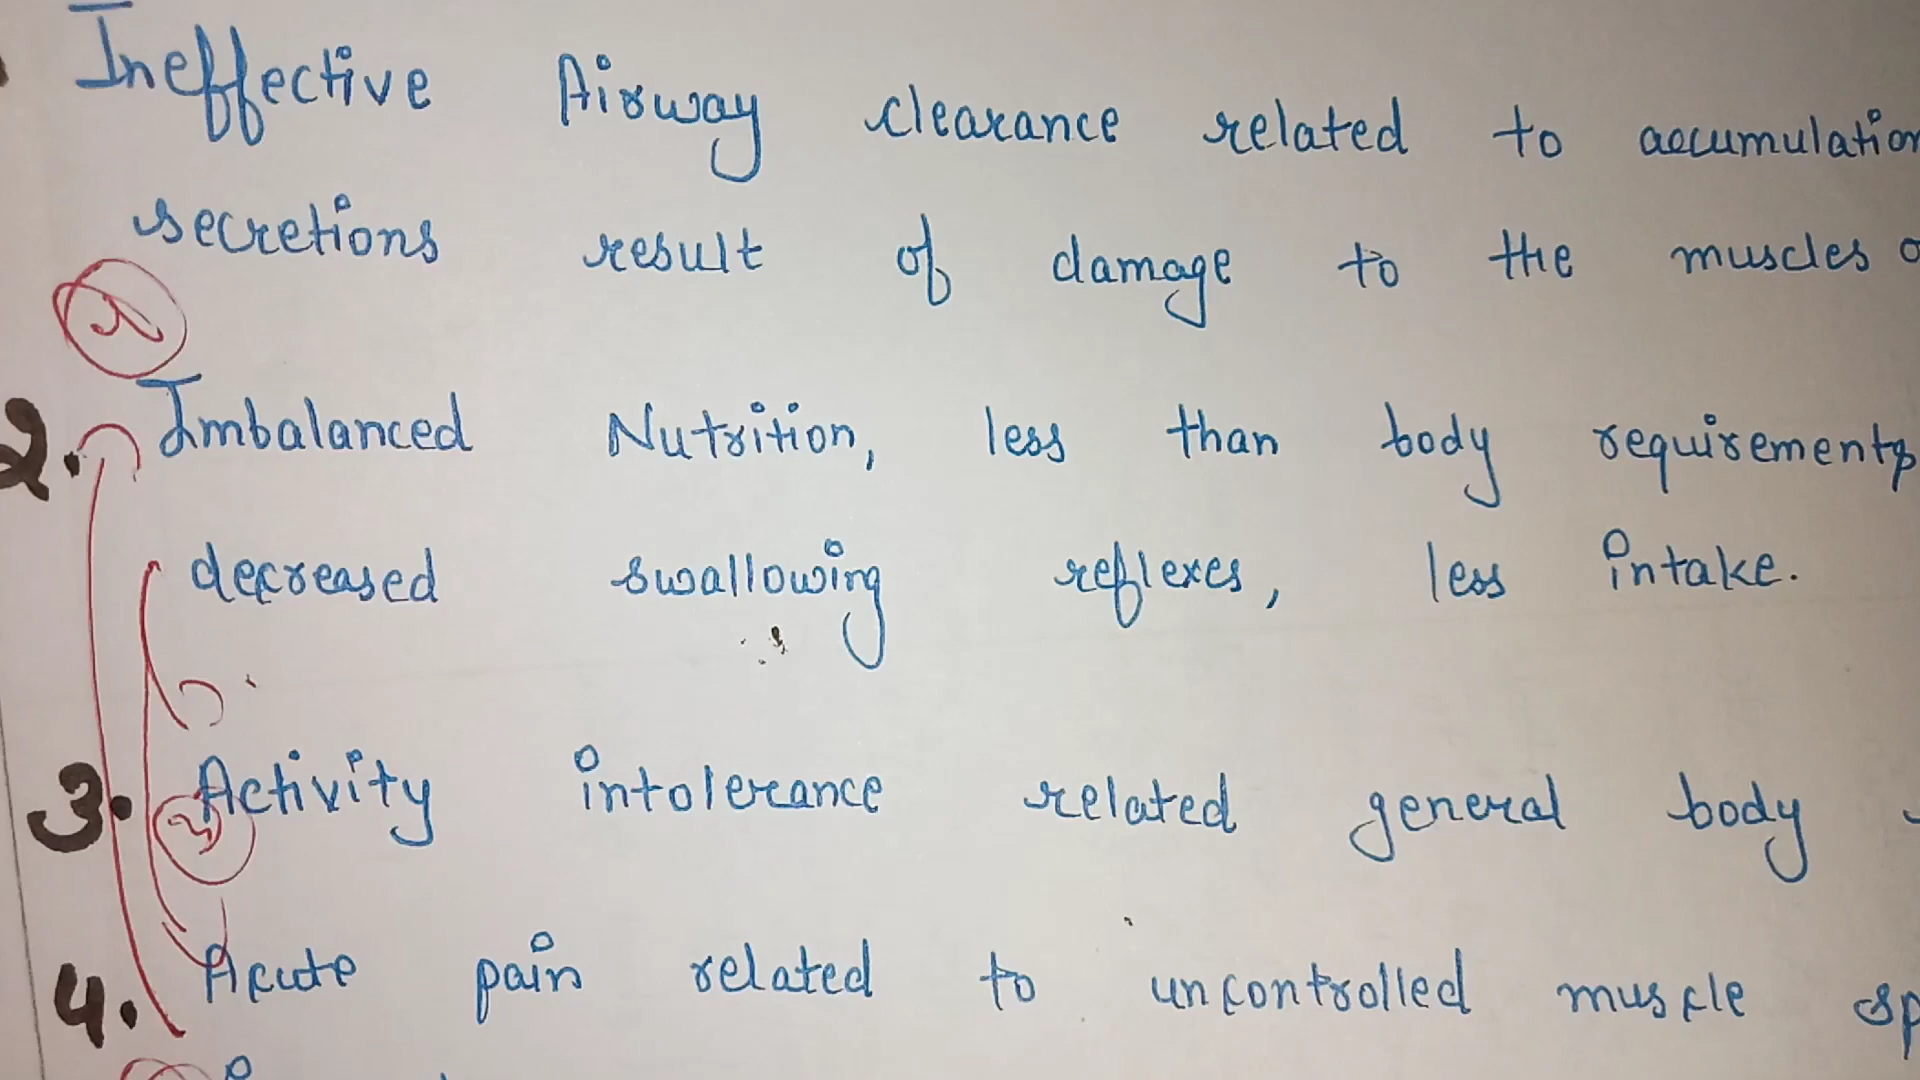 Ineffective Airway clearance related to accumulation
secretions result of damage to the muscles
2. Imbalanced Nutrition, less than body requirements
decreased swallowing reflexes, less intake.
3. Activity intolerance related general body
4. Acute pain related to uncontrolled muscle sp